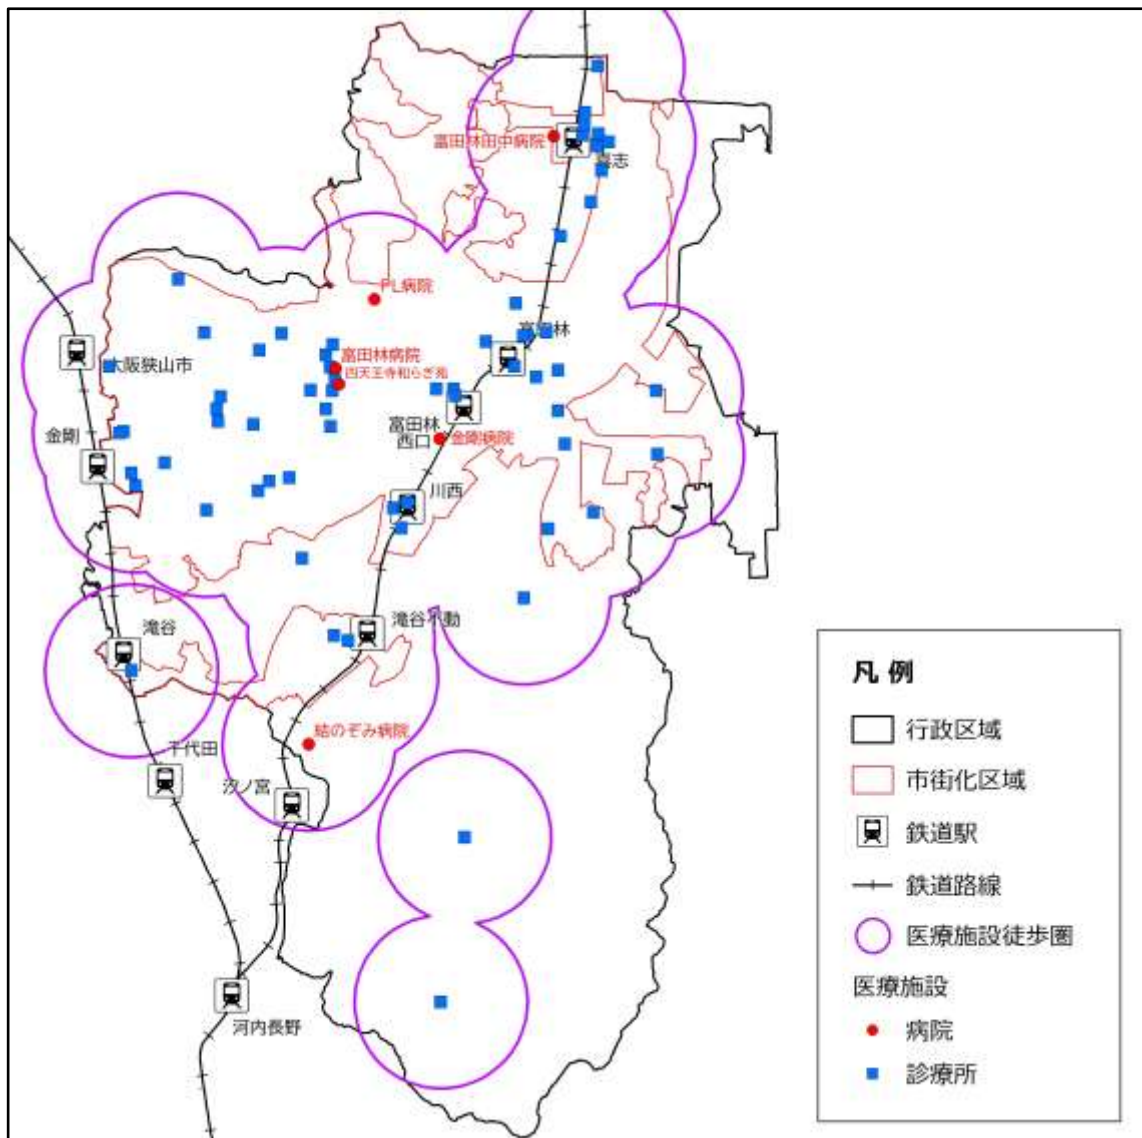 富田林田中病院
喜志
PL病院
富田林
大阪狭山市
富田林病院
四天王寺和らぎ苑
金剛
富田林
西口
金剛病院
川西
滝谷
滝谷不動
結のぞみ病院
千代田
汐ノ宮
河内長野
凡 例
行政区域
市街化区域
鉄道駅
鉄道路線
医療施設徒歩圏
医療施設
病院
診療所